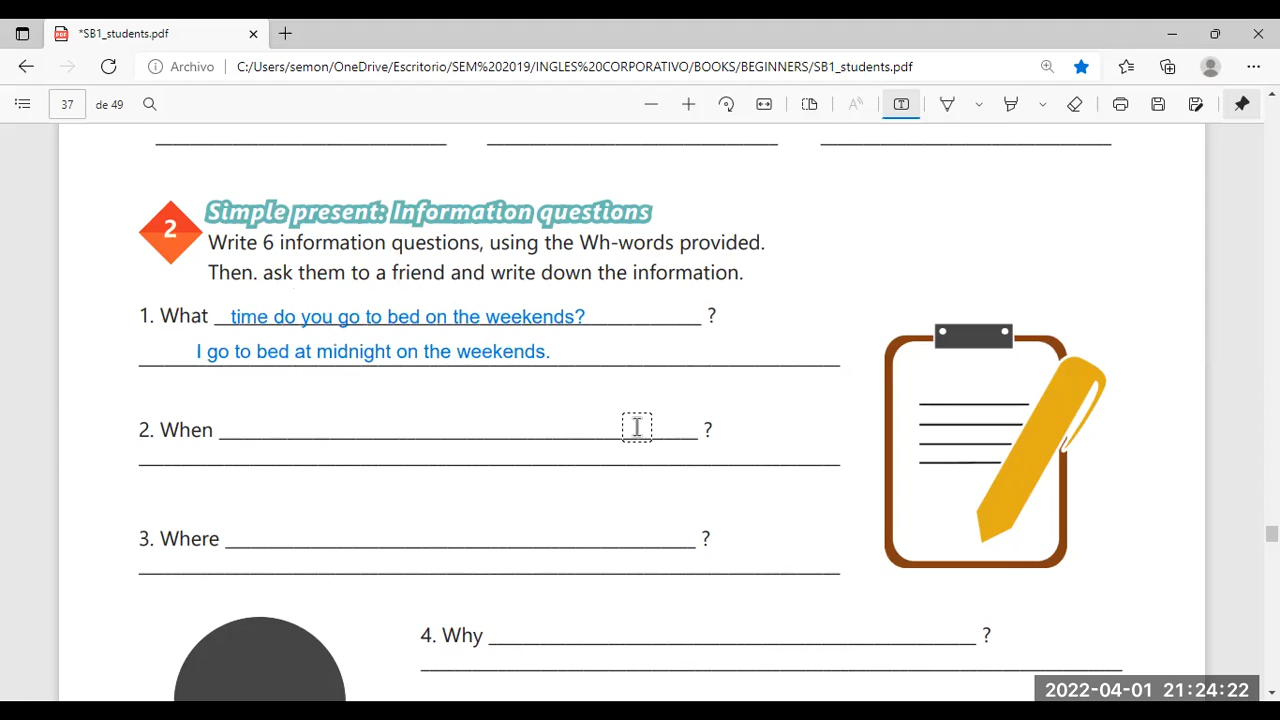 *SB1_students.pdf
Archivo C:/Users/semon/OneDrive/Escritorio/SEM%202019/INGLES%20CORPORATIVO/BOOKS/BEGINNERS/SB1_students.pdf
37 de 49
2
Simple present: Information questions
Write 6 information questions, using the Wh-words provided.
Then. ask them to a friend and write down the information.
1. What time do you go to bed on the weekends? ?
I go to bed at midnight on the weekends.
2. When ?
3. Where ?
4. Why ?
2022-04-01 21:24:22